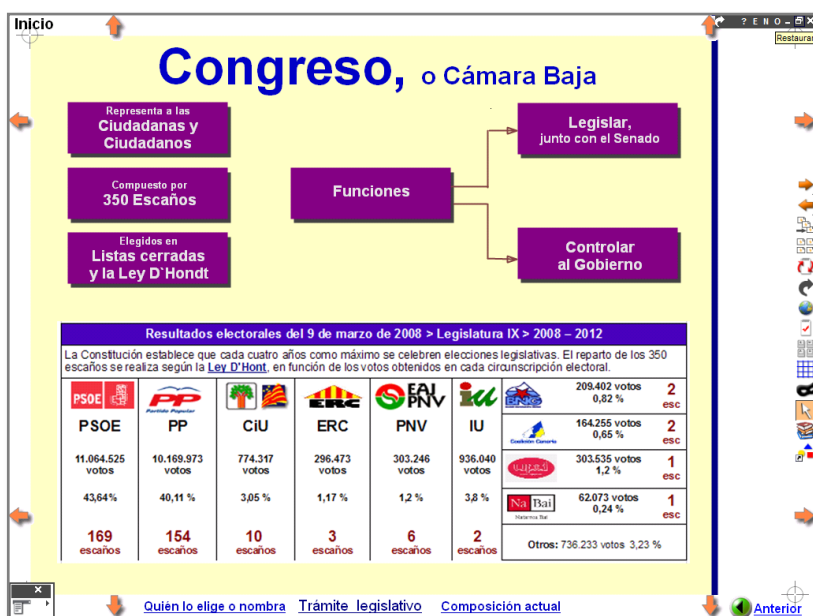 Inicio
? E N O
Restaurar
Congreso, o Cámara Baja
Representa a las
Ciudadanas y
Ciudadanos
Compuesto por
350 Escaños
Elegidos en
Listas cerradas
y la Ley D`Hondt
Funciones
Legislar,
junto con el Senado
Controlar
al Gobierno
Resultados electorales del 9 de marzo de 2008 > Legislatura IX > 2008 – 2012
La Constitución establece que cada cuatro años como máximo se celebren elecciones legislativas. El reparto de los 350
escaños se realiza según la Ley D'Hont, en función de los votos obtenidos en cada circunscripción electoral.
PSOE PP Partido Popular ERC EAJ PNV iu
PSOE PP CiU ERC PNV IU
11.064.525 votos 10.169.973 votos 774.317 votos 296.473 votos 303.246 votos 936.040 votos
43,64% 40,11 % 3,05 % 1,17 % 1,2 % 3,8 %
169 escaños 154 escaños 10 escaños 3 escaños 6 escaños 2 escaños
BNG 209.402 votos 0,82 % 2 esc
Coalición Canaria 164.255 votos 0,65 % 2 esc
303.535 votos 1,2 % 1 esc
Na Bai Nafarroa Bai 62.073 votos 0,24 % 1 esc
Otros: 736.233 votos 3,23 %
Quién lo elige o nombra Trámite legislativo Composición actual
Anterior